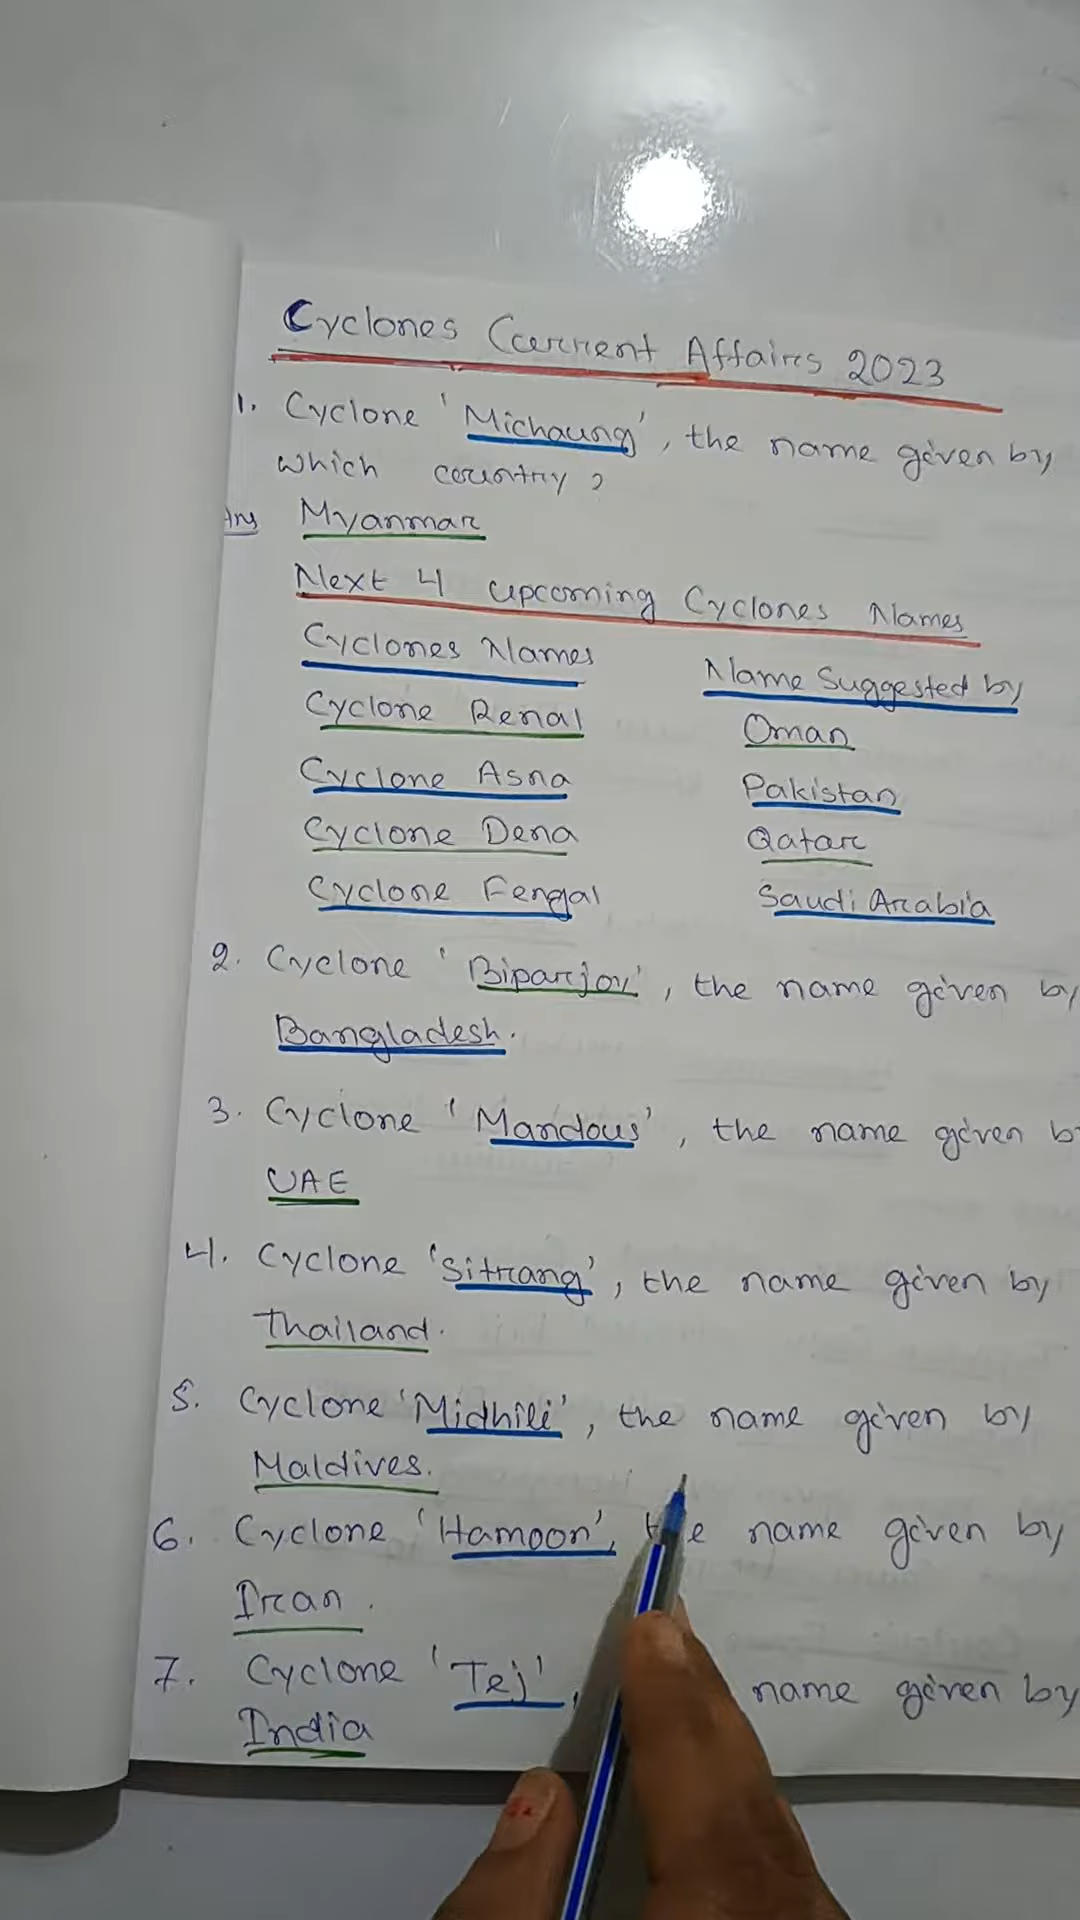 Cyclones Current Affairs 2023
1. Cyclone 'Michaung', the name given by
which country?
Ans Myanmar
Next 4 upcoming Cyclones Names
Cyclones Names Name Suggested by
Cyclone Remal Oman
Cyclone Asna Pakistan
Cyclone Dana Qatar
Cyclone Fengal Saudi Arabia
2. Cyclone 'Biparjoy', the name given by
Bangladesh.
3. Cyclone 'Mandous', the name given b
UAE
4. Cyclone 'Sitrang', the name given by
Thailand.
5. Cyclone 'Midhili', the name given by
Maldives.
6. Cyclone 'Hamoon', the name given by
Iran.
7. Cyclone 'Tej', name given by
India